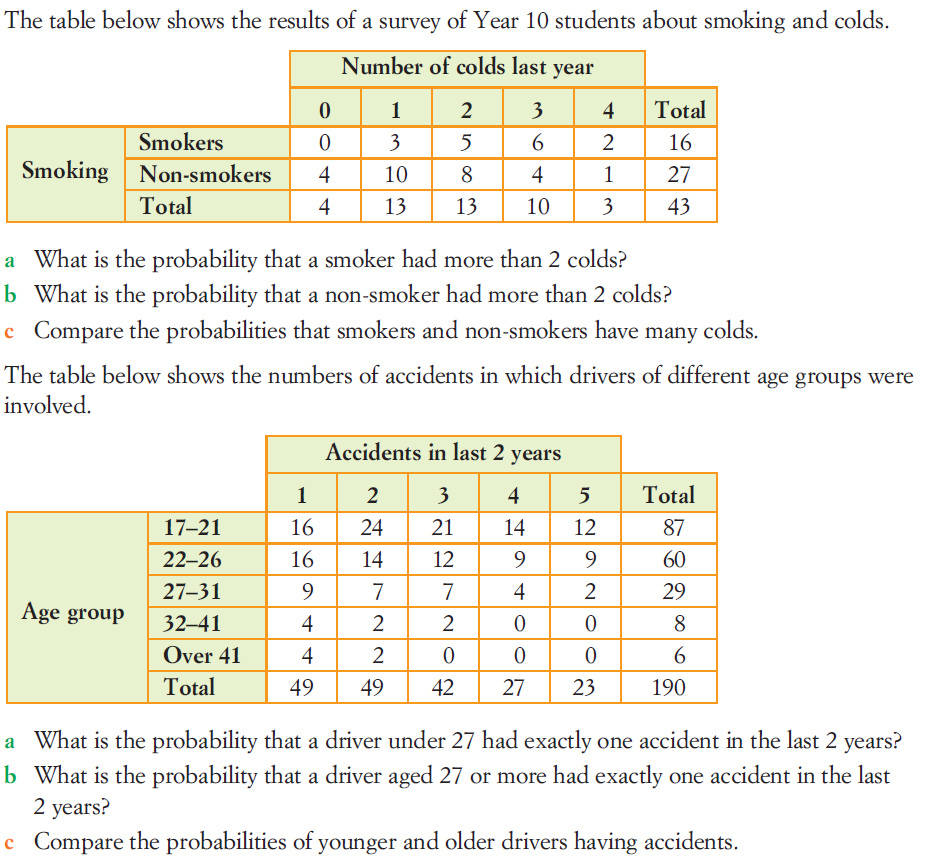 The table below shows the results of a survey of Year 10 students about smoking and colds.
Number of colds last year
0 1 2 3 4 Total
Smoking
Smokers 0 3 5 6 2 16
Non-smokers 4 10 8 4 1 27
Total 4 13 13 10 3 43
a What is the probability that a smoker had more than 2 colds?
b What is the probability that a non-smoker had more than 2 colds?
c Compare the probabilities that smokers and non-smokers have many colds.
The table below shows the numbers of accidents in which drivers of different age groups were
involved.
Accidents in last 2 years
1 2 3 4 5 Total
Age group
17–21 16 24 21 14 12 87
22–26 16 14 12 9 9 60
27–31 9 7 7 4 2 29
32–41 4 2 2 0 0 8
Over 41 4 2 0 0 0 6
Total 49 49 42 27 23 190
a What is the probability that a driver under 27 had exactly one accident in the last 2 years?
b What is the probability that a driver aged 27 or more had exactly one accident in the last
2 years?
c Compare the probabilities of younger and older drivers having accidents.